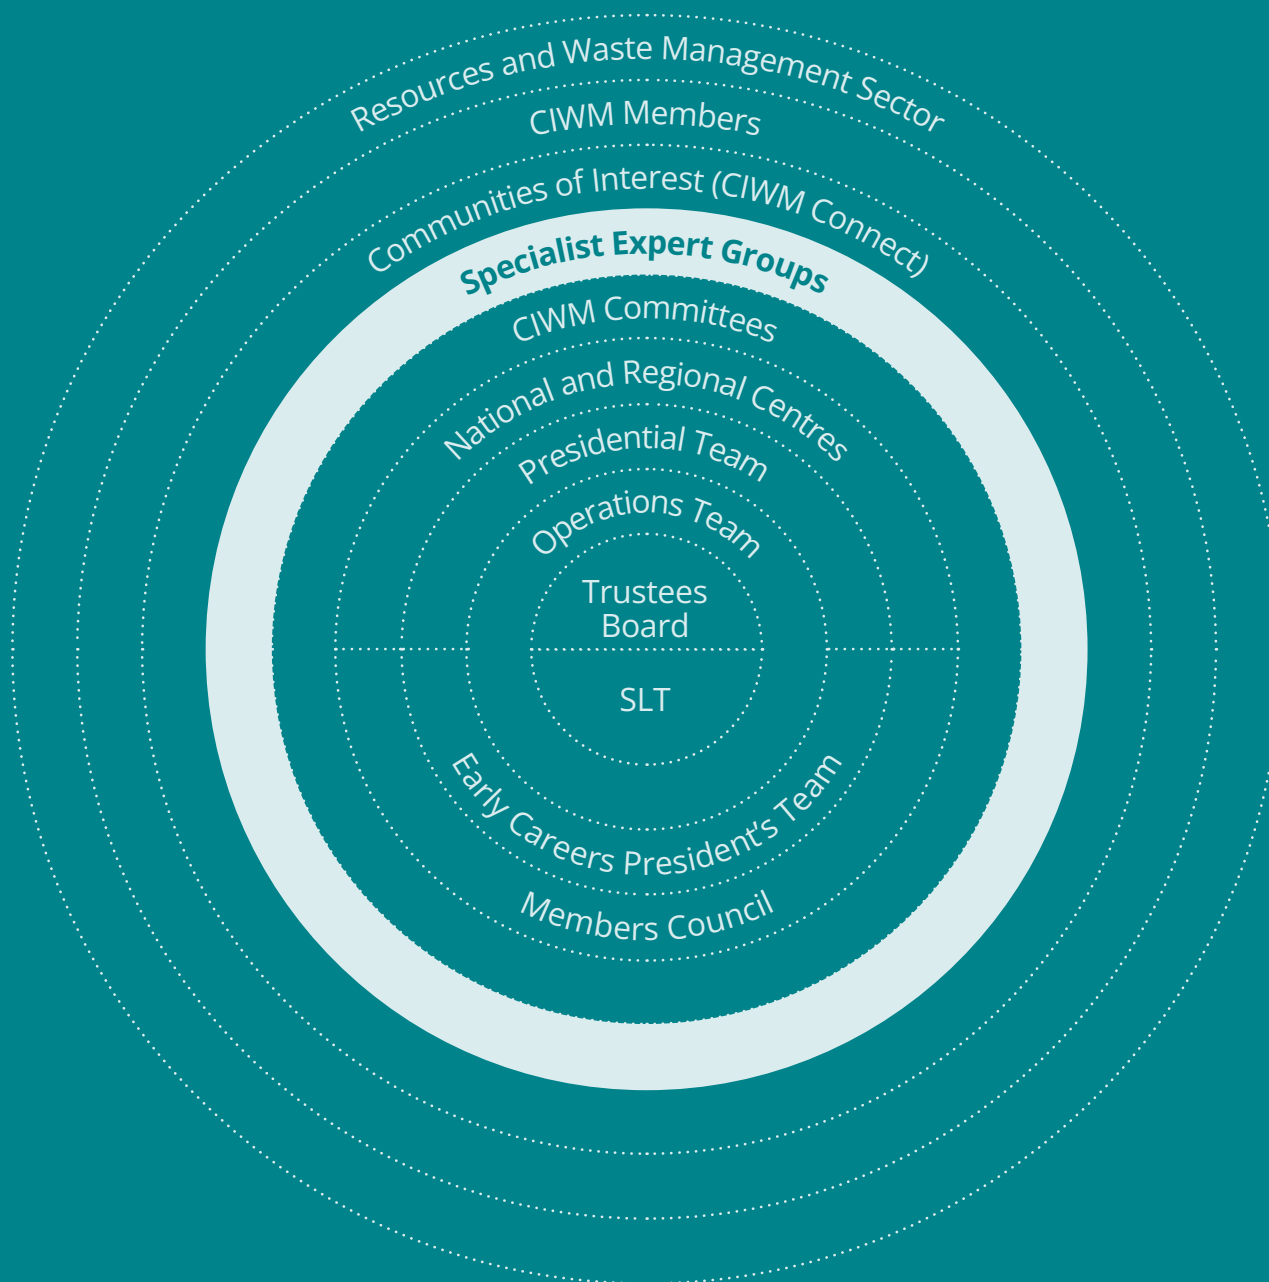 Resources and Waste Management Sector
CIWM Members
Communities of Interest (CIWM Connect)
Specialist Expert Groups
CIWM Committees
National and Regional Centres
Presidential Team
Operations Team
Trustees
Board
SLT
Early Careers President’s Team
Members Council